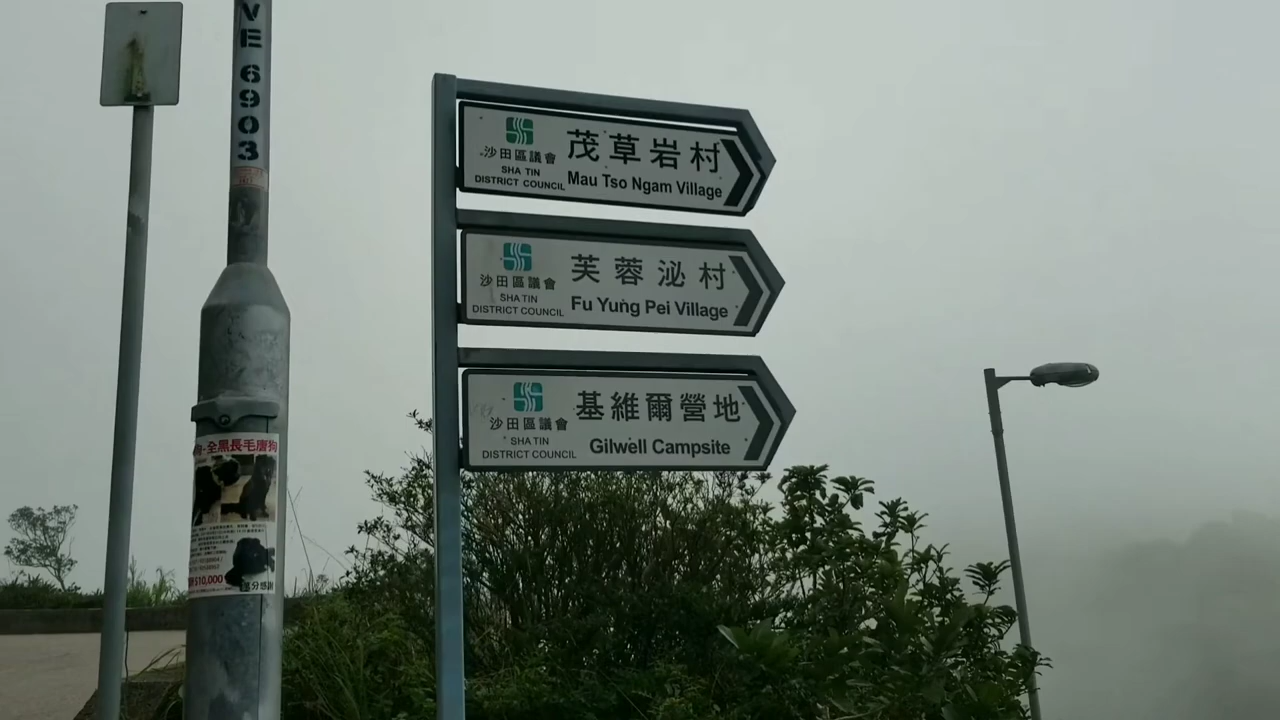 VE
6903
茂草岩村
沙田區議會
SHA TIN
DISTRICT COUNCIL
Mau Tso Ngam Village
芙蓉泌村
沙田區議會
SHA TIN
DISTRICT COUNCIL
Fu Yung Pei Village
基維爾營地
沙田區議會
SHA TIN
DISTRICT COUNCIL
Gilwell Campsite
全黑長毛唐狗
$10,000